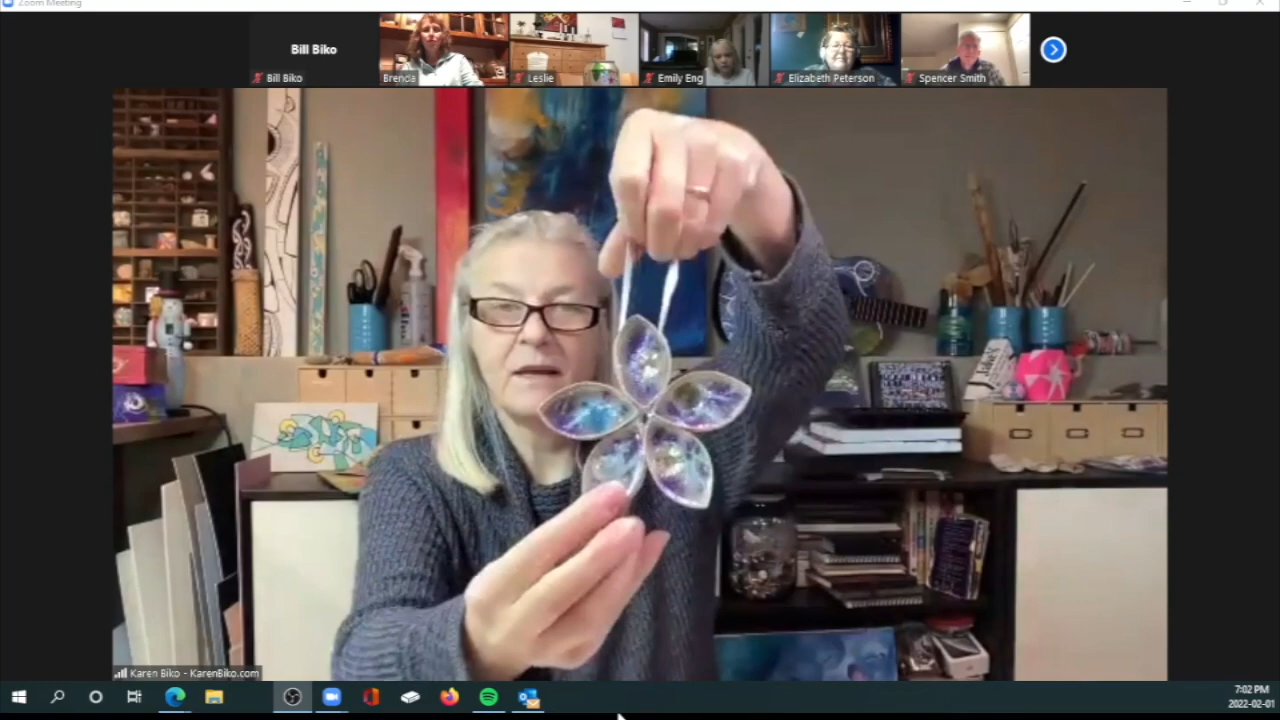 Zoom Meeting
Bill Biko
Bill Biko
Brenda
Leslie
Emily Eng
Elizabeth Peterson
Spencer Smith
Karen Biko - KarenBiko.com
7:02 PM
2022-02-01